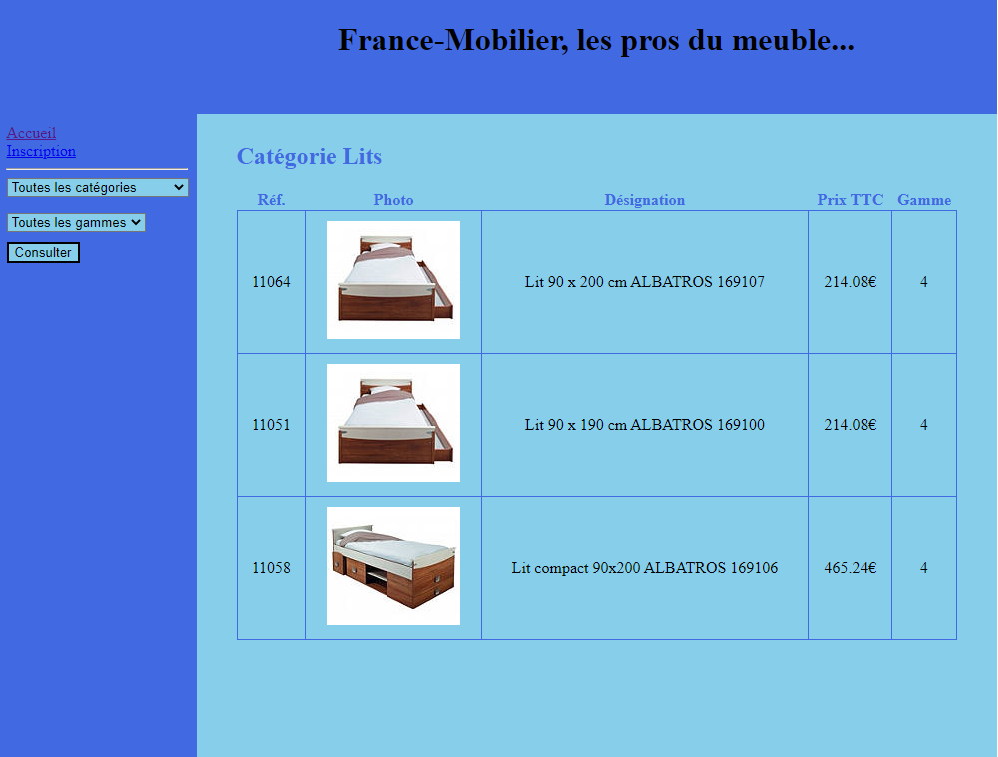 France-Mobilier, les pros du meuble...
Accueil
Inscription
Toutes les catégories
Toutes les gammes
Consulter
Catégorie Lits
Réf. Photo Désignation Prix TTC Gamme
11064 Lit 90 x 200 cm ALBATROS 169107 214.08€ 4
11051 Lit 90 x 190 cm ALBATROS 169100 214.08€ 4
11058 Lit compact 90x200 ALBATROS 169106 465.24€ 4